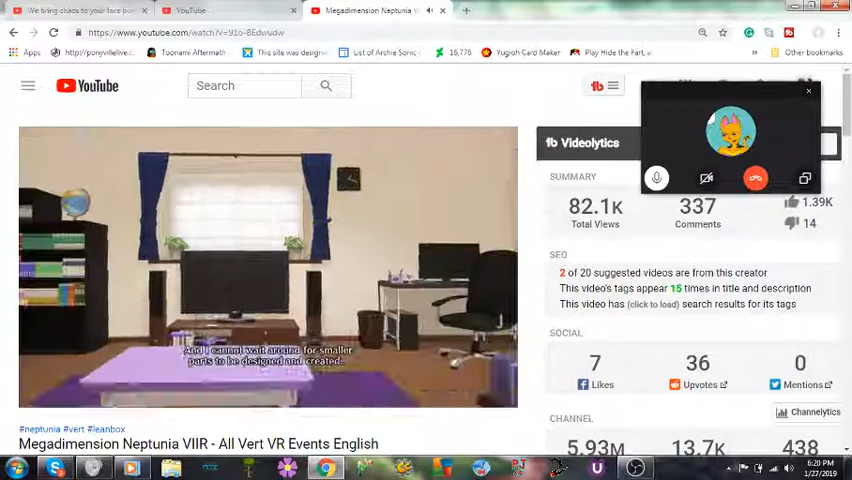 We bring chaos to your face pun
YouTube
Megadimension Neptunia V
https://www.youtube.com/watch?v=
Apps
http://ponyvillelive.c
Toonami Aftermath
This site was design
List of Archie Sonic
16,776
Yugioh Card Maker
Play Hide the Fart, a
Other bookmarks
YouTube
Search
tb
tb Videolytics
SUMMARY
82.1K
337
1.39K
Total Views
Comments
14
SEO
2 of 20 suggested videos are from this creator
This video's tags appear 15 times in title and description
This video has (click to load) search results for its tags
And I cannot wait around for smaller
parts to be designed and created...
SOCIAL
7
36
0
Likes
Upvotes
Mentions
Channelytics
CHANNEL
5.93M
13.7K
438
#neptunia #vert #leanbox
Megadimension Neptunia VIIR - All Vert VR Events English
6:20 PM
1/27/2019